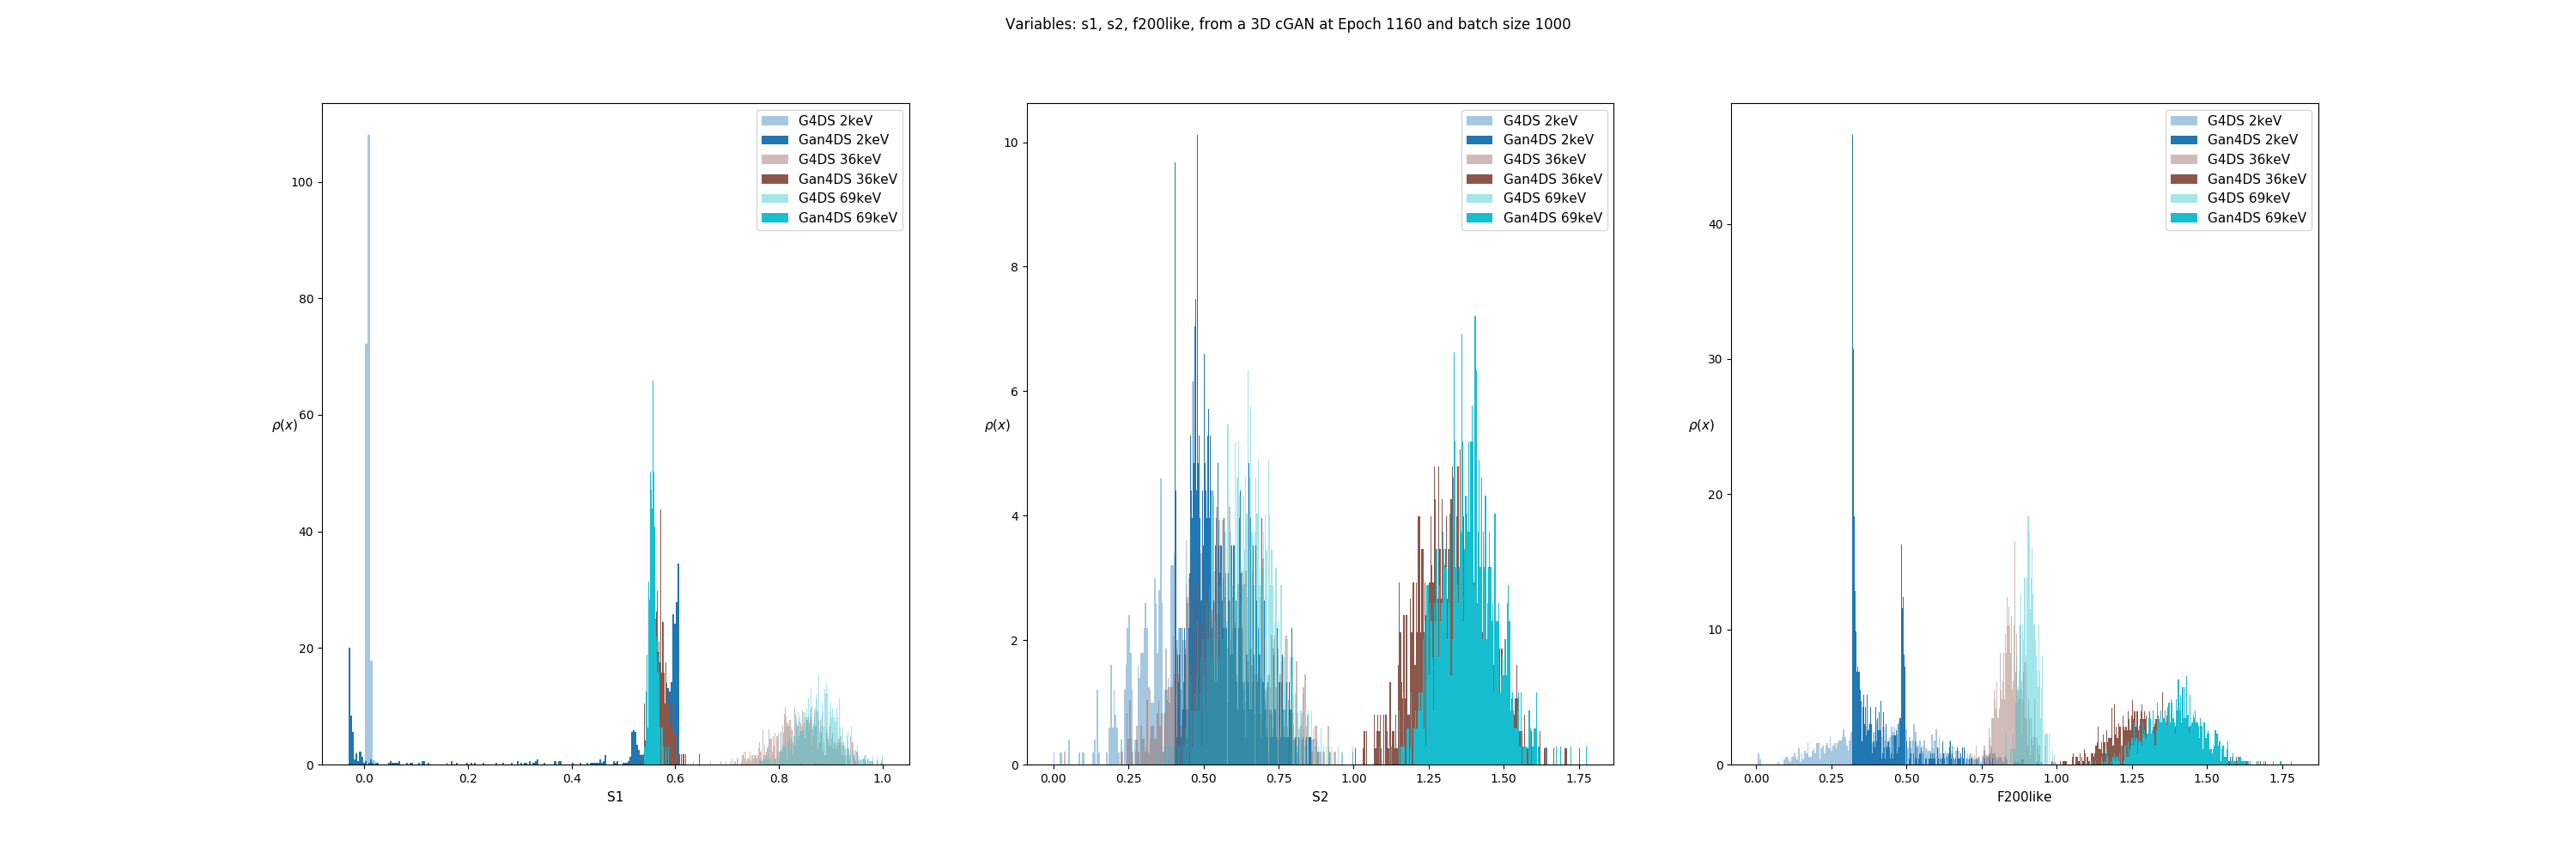 Variables: s1, s2, f200like, from a 3D cGAN at Epoch 1160 and batch size 1000
G4DS 2keV
Gan4DS 2keV
G4DS 36keV
Gan4DS 36keV
G4DS 69keV
Gan4DS 69keV
100
80
60
40
20
0
ρ(x)
0.0 0.2 0.4 0.6 0.8 1.0
S1
G4DS 2keV
Gan4DS 2keV
G4DS 36keV
Gan4DS 36keV
G4DS 69keV
Gan4DS 69keV
10
8
6
4
2
0
ρ(x)
0.00 0.25 0.50 0.75 1.00 1.25 1.50 1.75
S2
G4DS 2keV
Gan4DS 2keV
G4DS 36keV
Gan4DS 36keV
G4DS 69keV
Gan4DS 69keV
40
30
20
10
0
ρ(x)
0.00 0.25 0.50 0.75 1.00 1.25 1.50 1.75
F200like